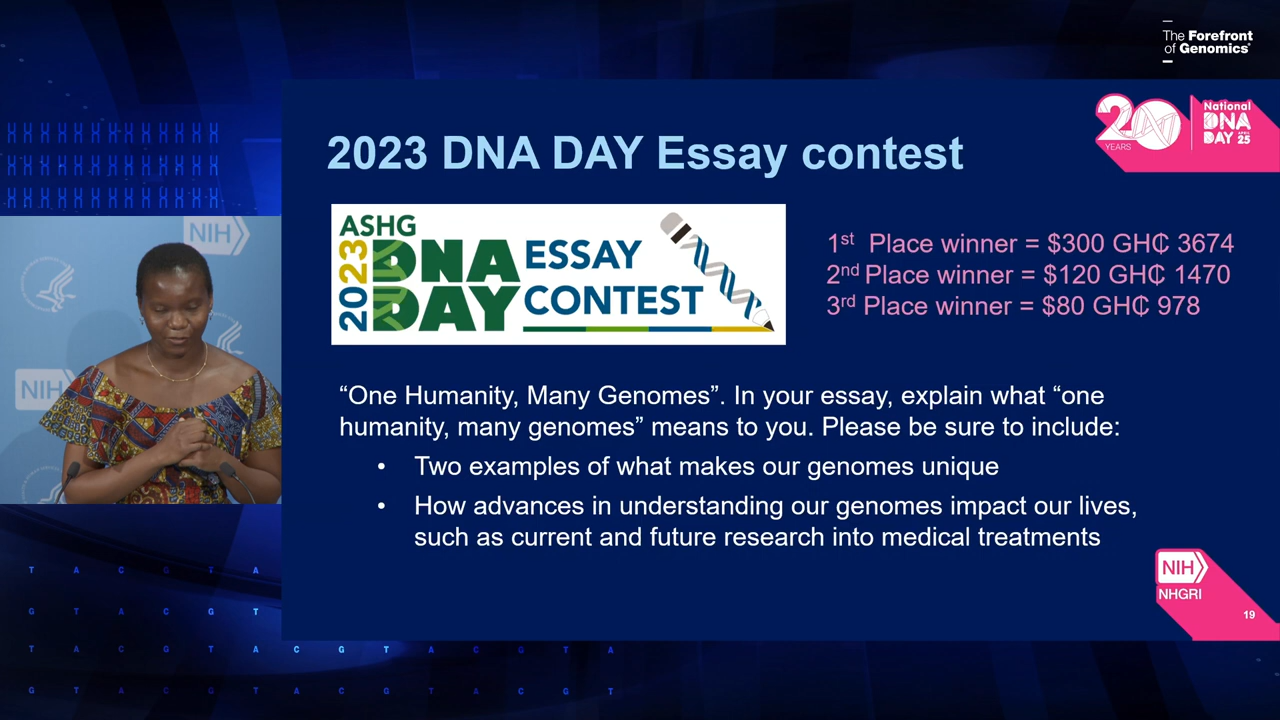 The Forefront
of Genomics®
20
YEARS
National
DNA
DAY APRIL 25
2023 DNA DAY Essay contest
ASHG
2023
DNA
DAY
ESSAY
CONTEST
1st Place winner = $300 GH₵ 3674
2nd Place winner = $120 GH₵ 1470
3rd Place winner = $80 GH₵ 978
NIH
NIH
“One Humanity, Many Genomes”. In your essay, explain what “one
humanity, many genomes” means to you. Please be sure to include:
• Two examples of what makes our genomes unique
• How advances in understanding our genomes impact our lives,
such as current and future research into medical treatments
NIH
NHGRI
19
T A C G T A
G T A C G T
T A C G T A C G T A C G T A
G T A C G T A C G T A C G T